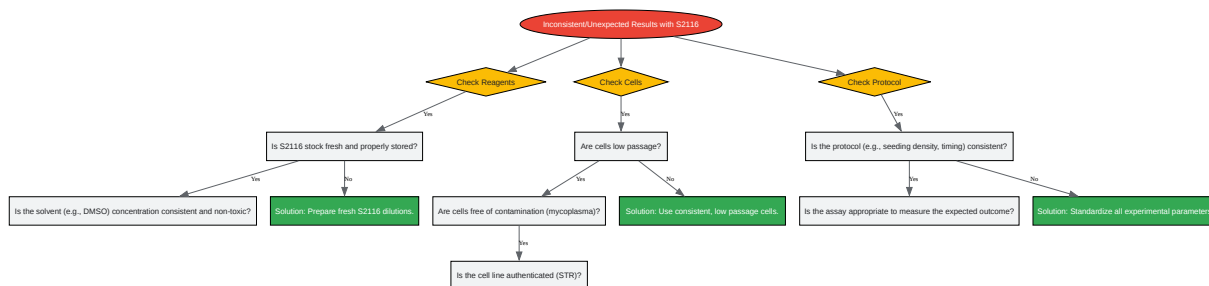 Inconsistent/Unexpected Results with S2116
Check Reagents
Check Cells
Check Protocol
Yes
Yes
Yes
Is S2116 stock fresh and properly stored?
Are cells low passage?
Is the protocol (e.g., seeding density, timing) consistent?
Yes
No
Yes
No
Yes
No
Is the solvent (e.g., DMSO) concentration consistent and non-toxic?
Solution: Prepare fresh S2116 dilutions.
Are cells free of contamination (mycoplasma)?
Solution: Use consistent, low passage cells.
Is the assay appropriate to measure the expected outcome?
Solution: Standardize all experimental parameters
Yes
Is the cell line authenticated (STR)?